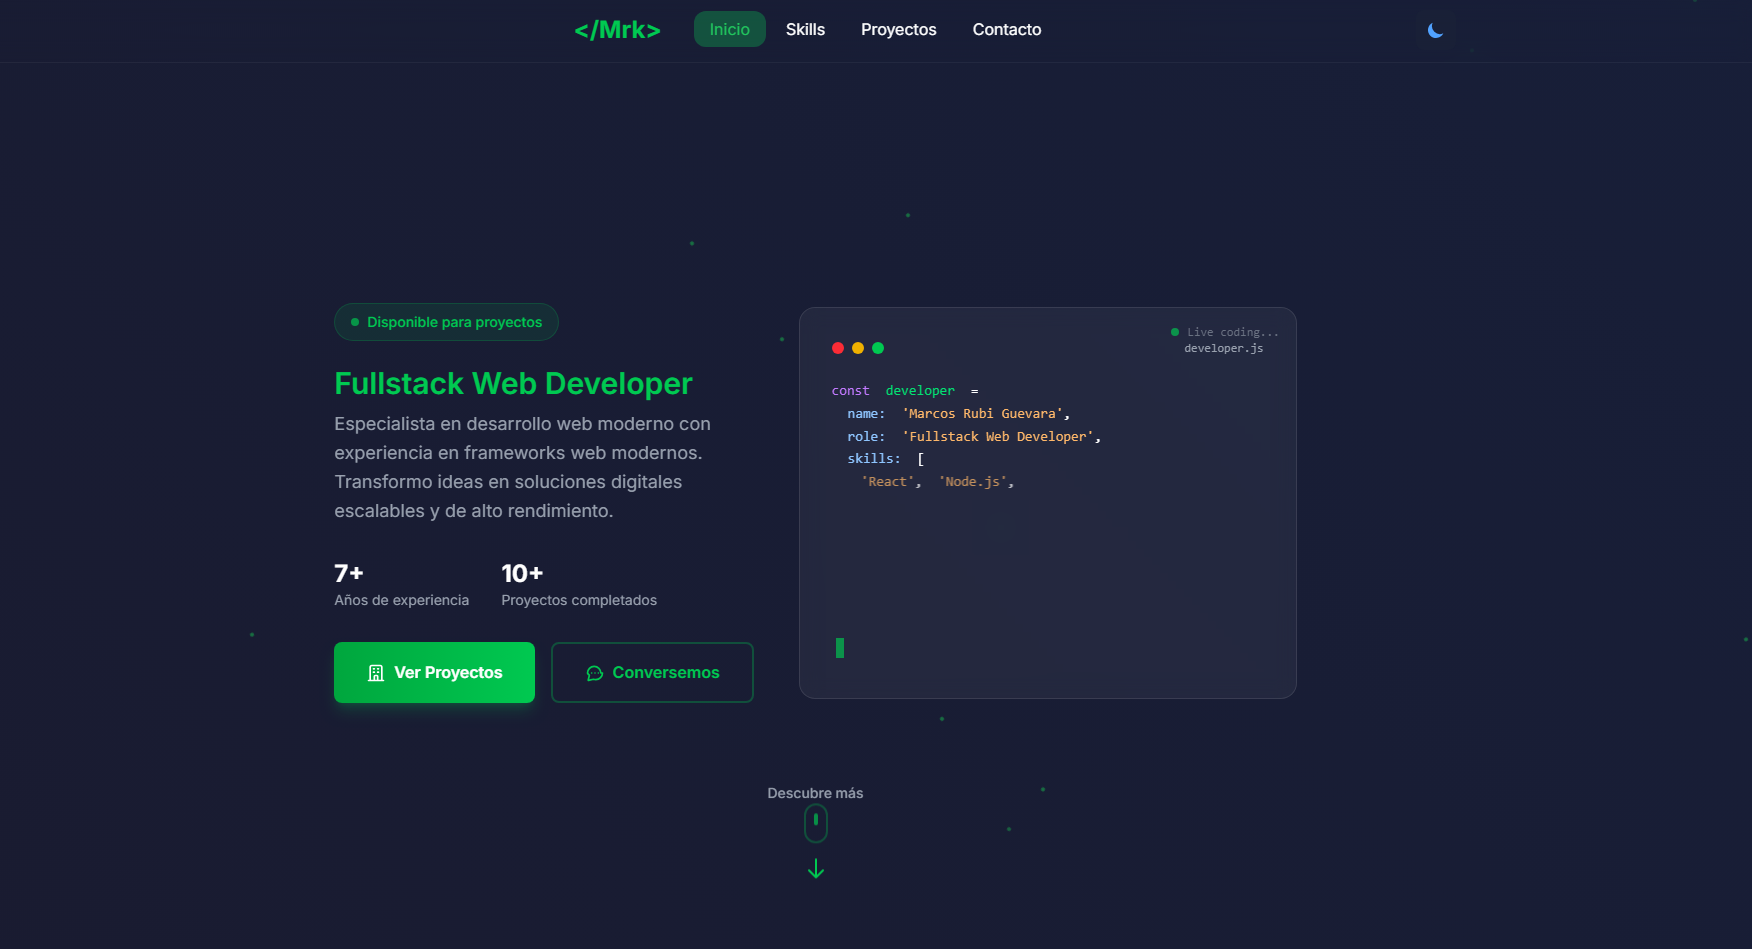 </Mrk>
Inicio
Skills
Proyectos
Contacto
Disponible para proyectos
Fullstack Web Developer
Especialista en desarrollo web moderno con
experiencia en frameworks web modernos.
Transformo ideas en soluciones digitales
escalables y de alto rendimiento.
7+
Años de experiencia
10+
Proyectos completados
Ver Proyectos
Conversemos
Live coding...
developer.js
const developer =
name: 'Marcos Rubi Guevara',
role: 'Fullstack Web Developer',
skills: [
'React', 'Node.js',
Descubre más